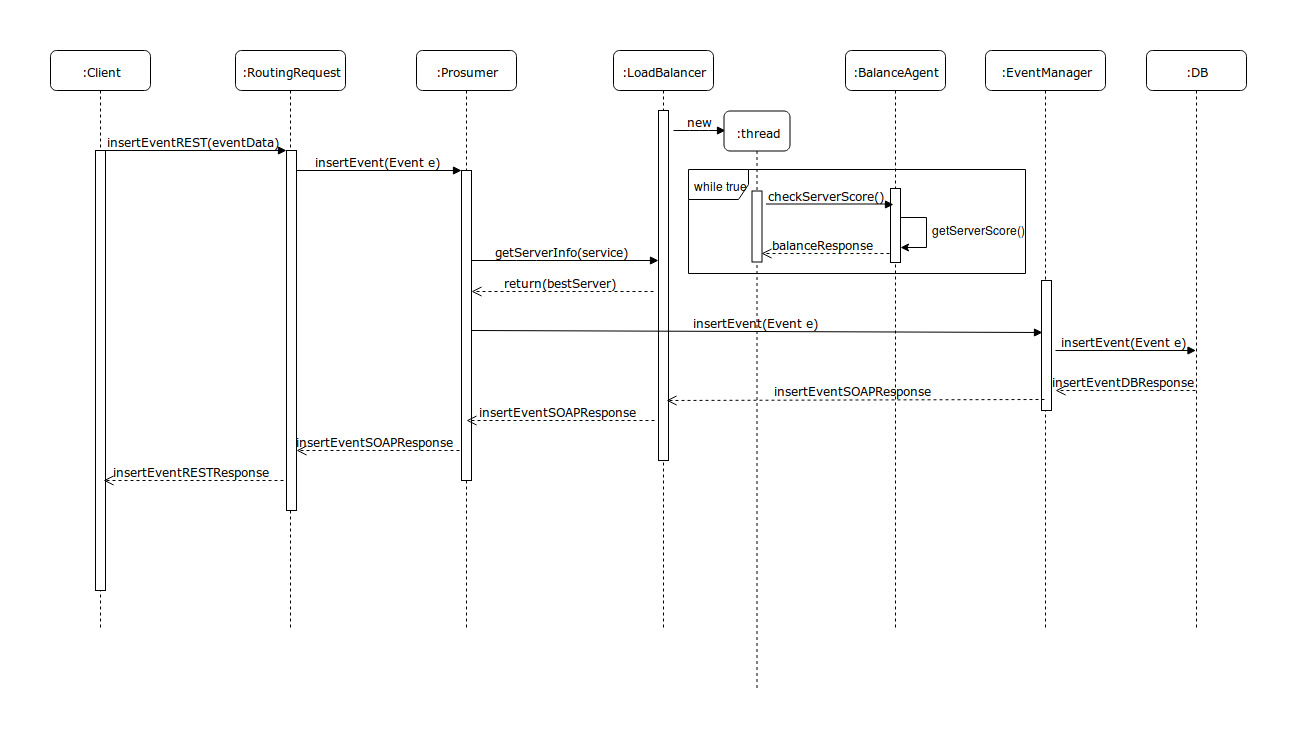 :Client
:RoutingRequest
:Prosumer
:LoadBalancer
:BalanceAgent
:EventManager
:DB
new
:thread
insertEventREST(eventData)
insertEvent(Event e)
while true
checkServerScore()
getServerScore()
balanceResponse
getServerInfo(service)
return(bestServer)
insertEvent(Event e)
insertEvent(Event e)
insertEventDBResponse
insertEventSOAPResponse
insertEventSOAPResponse
insertEventSOAPResponse
insertEventRESTResponse